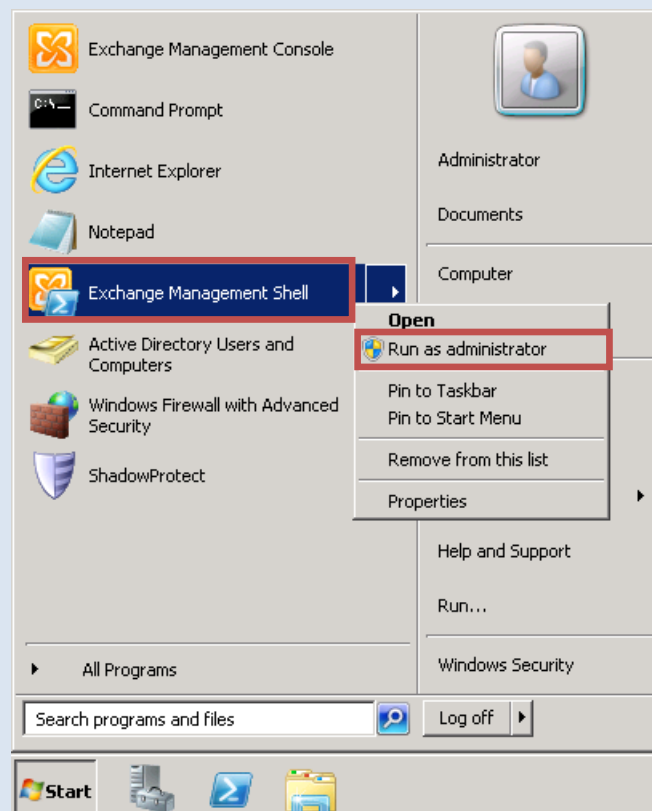 Exchange Management Console
C:\
Command Prompt
Internet Explorer
Notepad
Exchange Management Shell
Active Directory Users and
Computers
Windows Firewall with Advanced
Security
ShadowProtect
All Programs
Search programs and files
Administrator
Documents
Computer
Open
Run as administrator
Pin to Taskbar
Pin to Start Menu
Remove from this list
Properties
Help and Support
Run...
Windows Security
Log off
Start